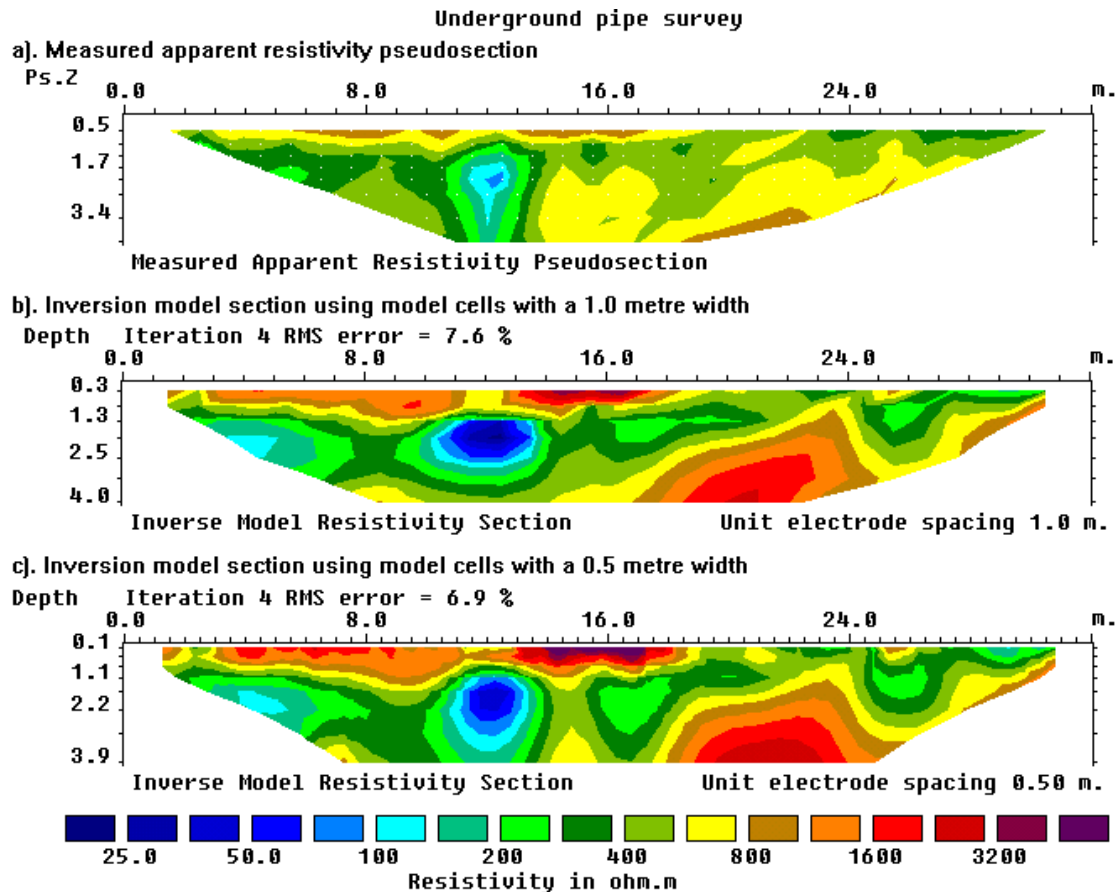 Underground pipe survey
a). Measured apparent resistivity pseudosection
Ps.Z 0.0 8.0 16.0 24.0 m.
0.5
1.7
3.4
Measured Apparent Resistivity Pseudosection
b). Inversion model section using model cells with a 1.0 metre width
Depth Iteration 4 RMS error = 7.6 %
0.0 8.0 16.0 24.0 m.
0.3
1.3
2.5
4.0
Inverse Model Resistivity Section Unit electrode spacing 1.0 m.
c). Inversion model section using model cells with a 0.5 metre width
Depth Iteration 4 RMS error = 6.9 %
0.0 8.0 16.0 24.0 m.
0.1
1.1
2.2
3.9
Inverse Model Resistivity Section Unit electrode spacing 0.50 m.
25.0 50.0 100 200 400 800 1600 3200
Resistivity in ohm.m